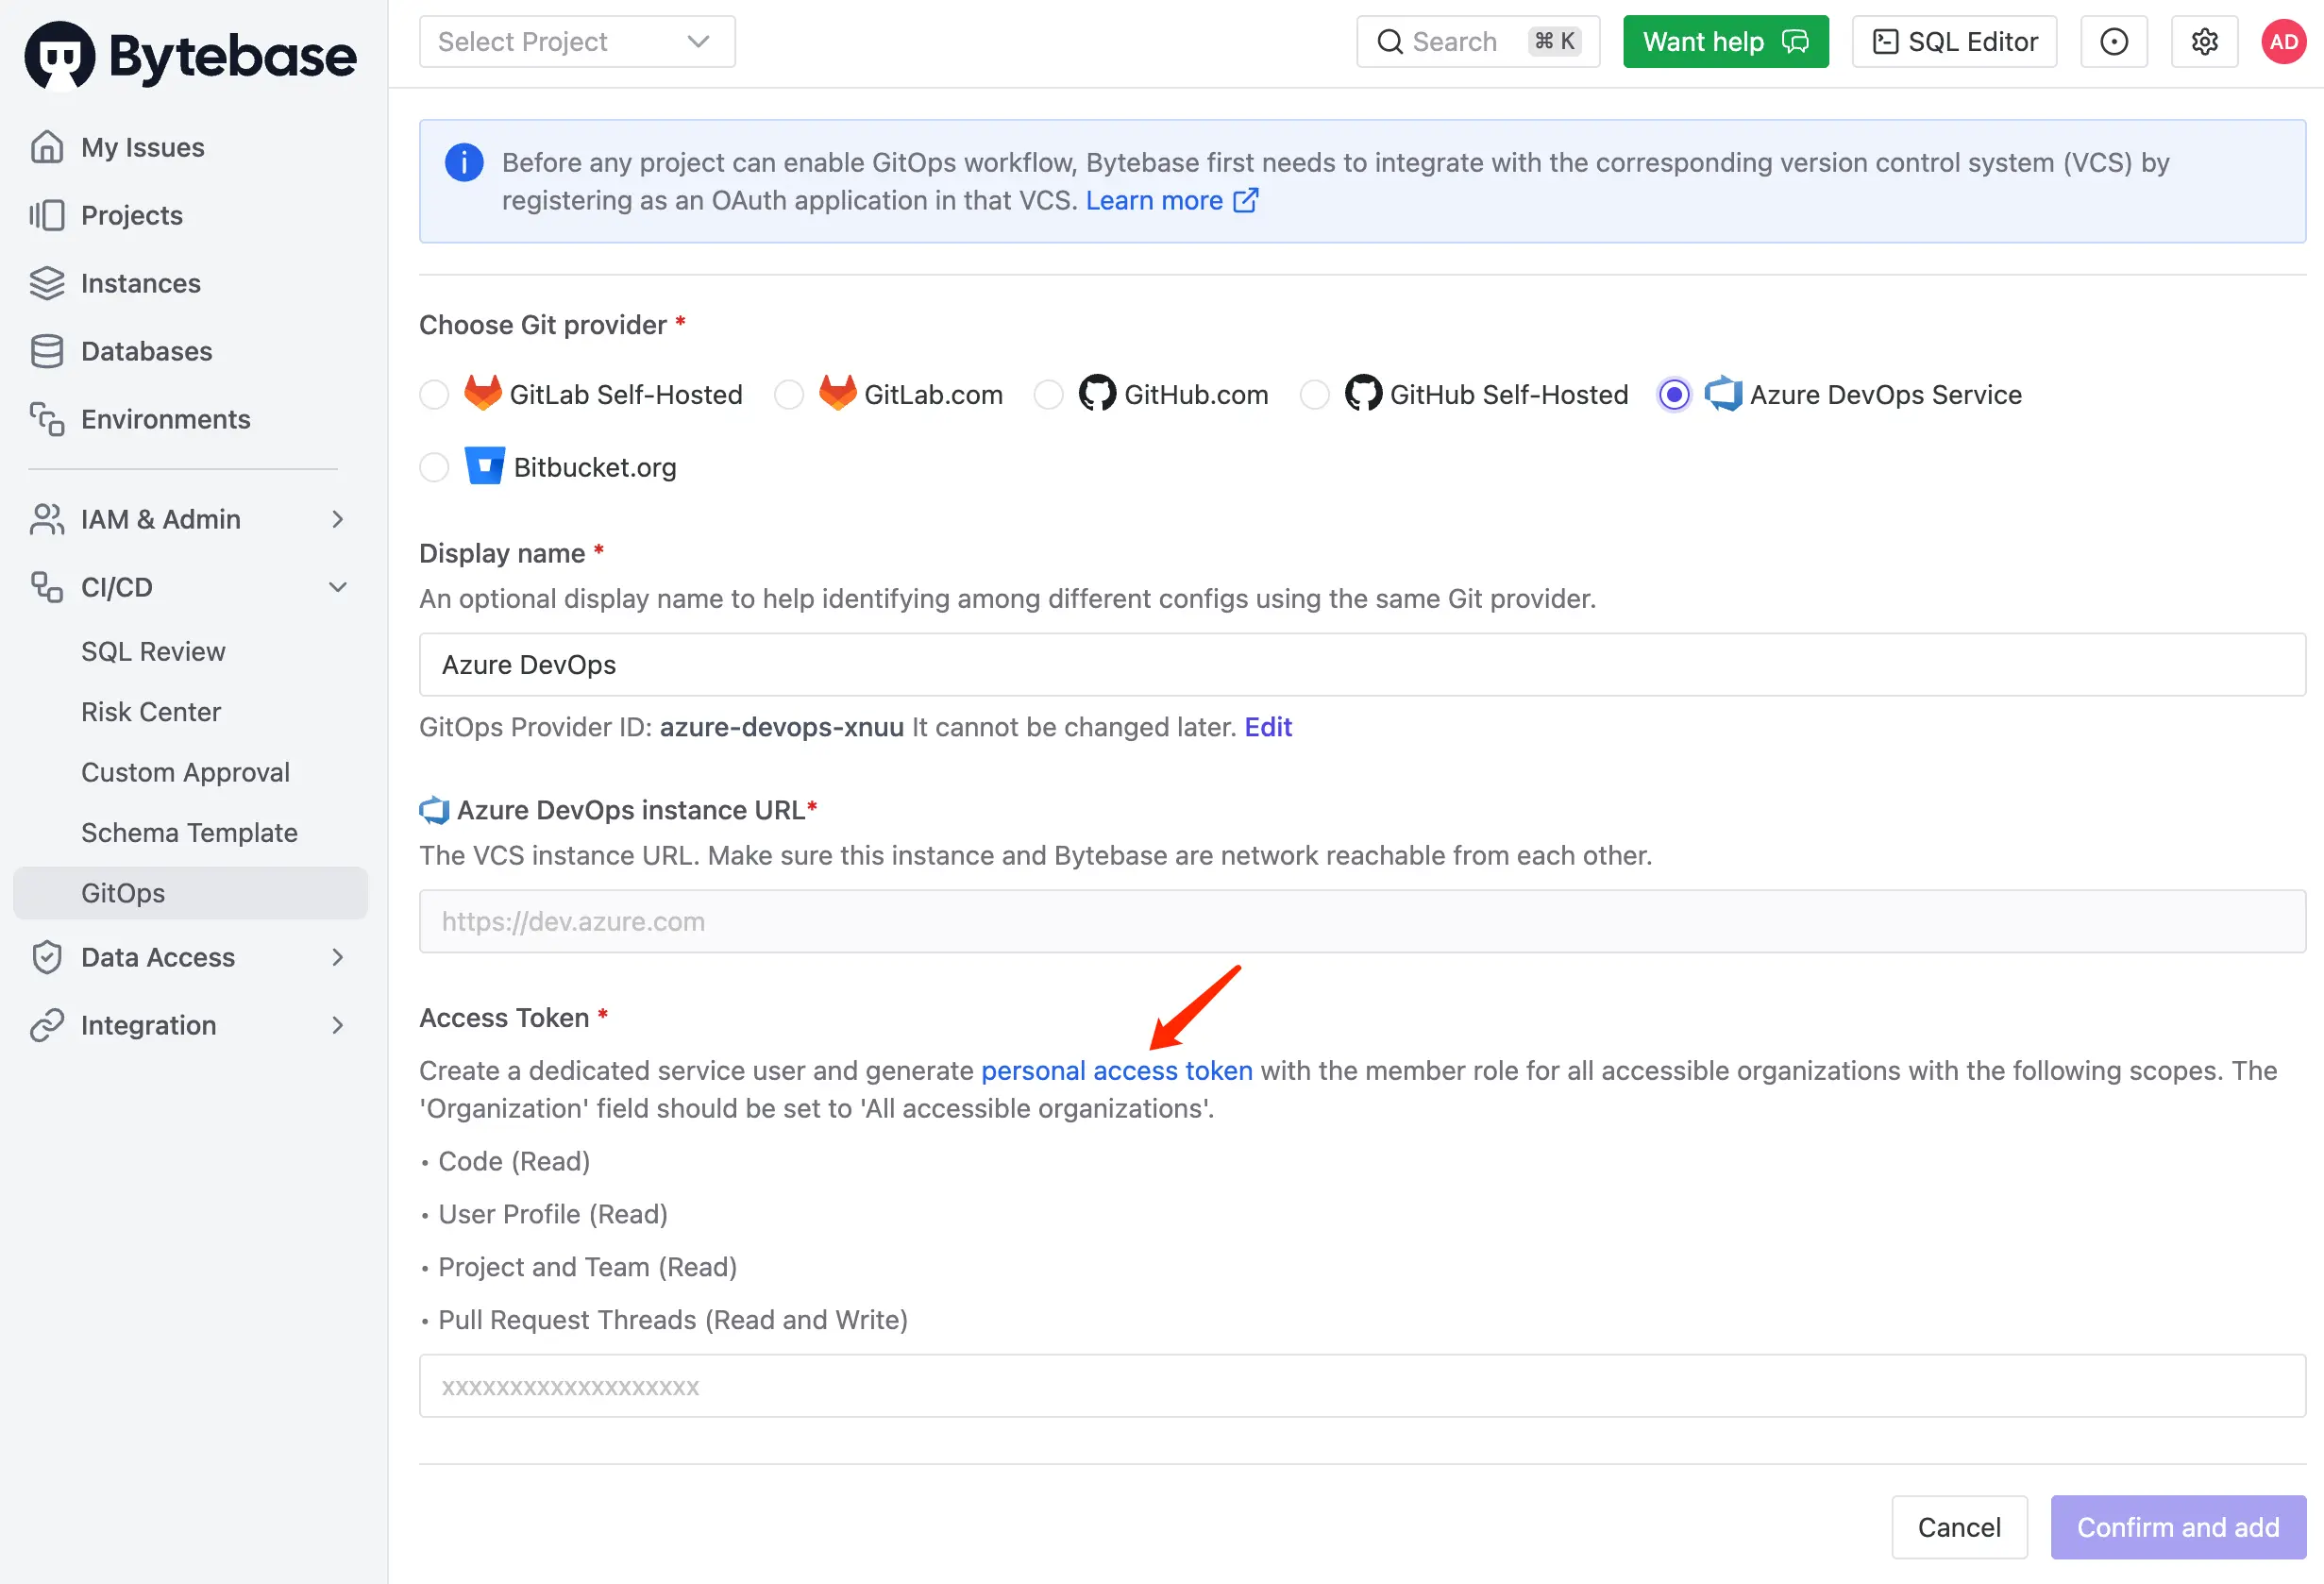 Bytebase
Select Project
Search ⌘ K
Want help
SQL Editor
AD
My Issues
Projects
Instances
Databases
Environments
IAM & Admin
CI/CD
SQL Review
Risk Center
Custom Approval
Schema Template
GitOps
Data Access
Integration
Before any project can enable GitOps workflow, Bytebase first needs to integrate with the corresponding version control system (VCS) by
registering as an OAuth application in that VCS. Learn more
Choose Git provider *
GitLab Self-Hosted
GitLab.com
GitHub.com
GitHub Self-Hosted
Azure DevOps Service
Bitbucket.org
Display name *
An optional display name to help identifying among different configs using the same Git provider.
Azure DevOps
GitOps Provider ID: azure-devops-xnuu It cannot be changed later. Edit
Azure DevOps instance URL*
The VCS instance URL. Make sure this instance and Bytebase are network reachable from each other.
https://dev.azure.com
Access Token *
Create a dedicated service user and generate personal access token with the member role for all accessible organizations with the following scopes. The
'Organization' field should be set to 'All accessible organizations'.
• Code (Read)
• User Profile (Read)
• Project and Team (Read)
• Pull Request Threads (Read and Write)
xxxxxxxxxxxxxxxxxxx
Cancel
Confirm and add